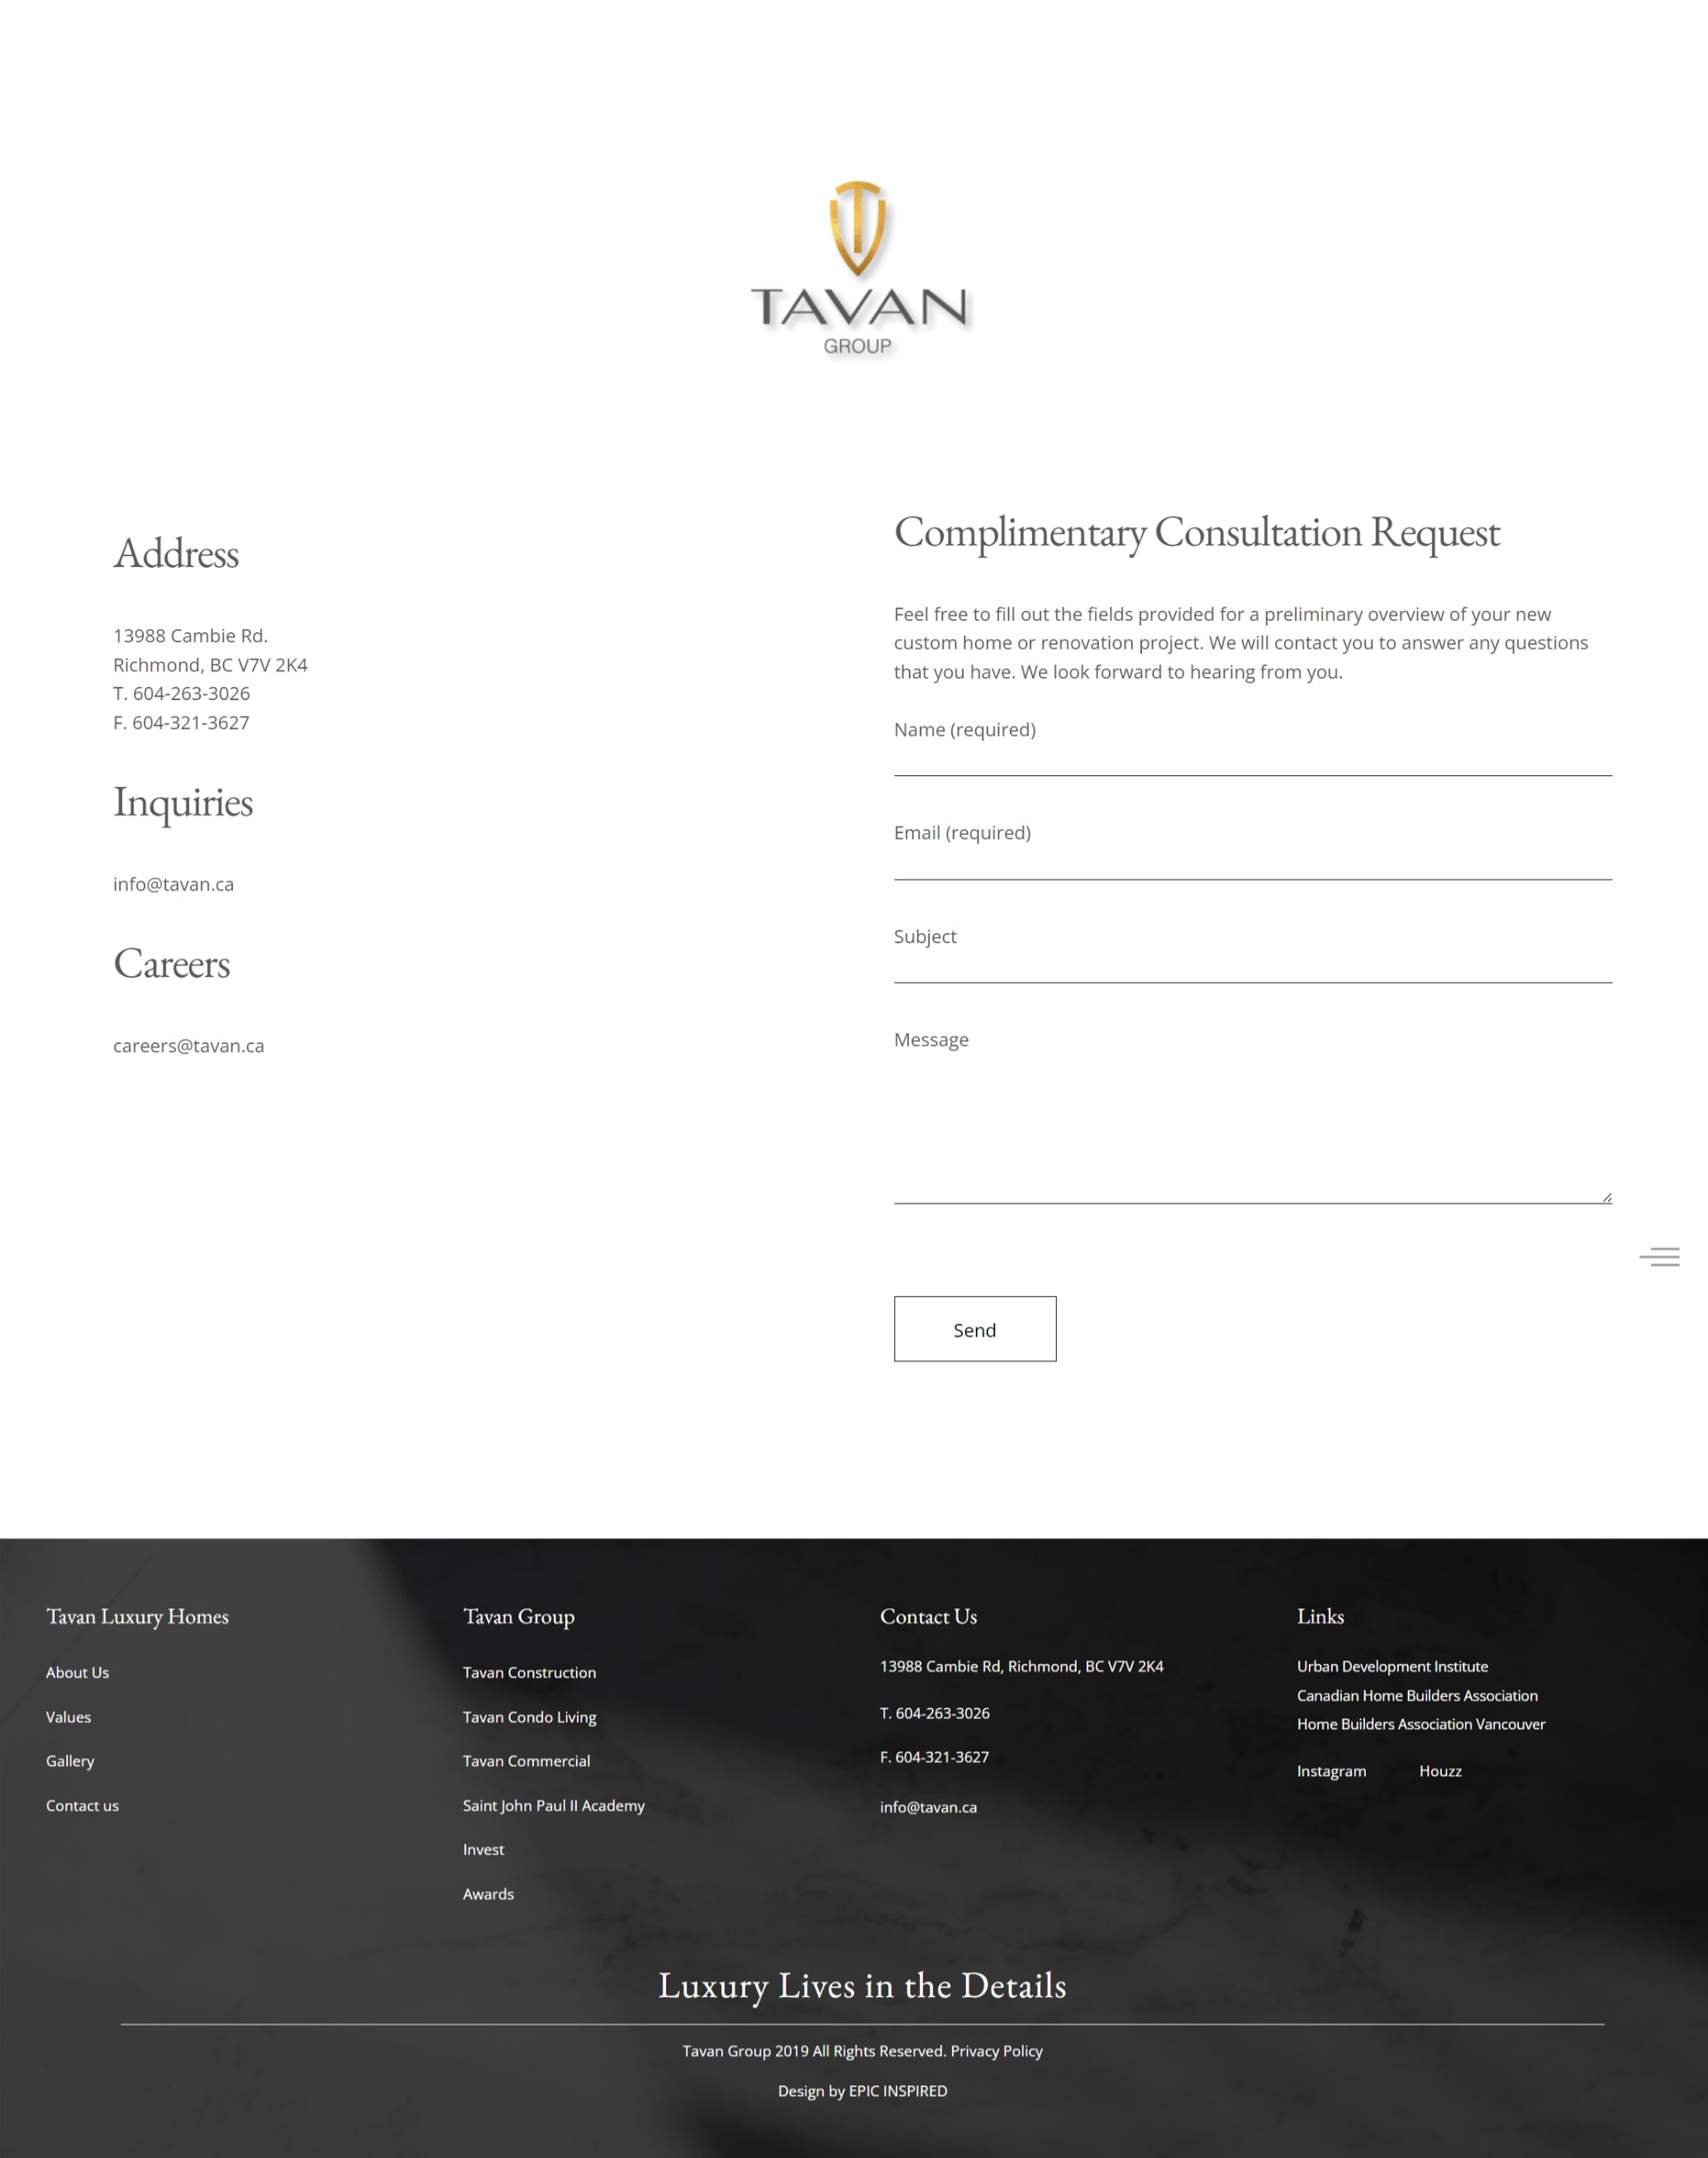 TAVAN
GROUP
Address
13988 Cambie Rd.
Richmond, BC V7V 2K4
T. 604-263-3026
F. 604-321-3627
Inquiries
info@tavan.ca
Careers
careers@tavan.ca
Complimentary Consultation Request
Feel free to fill out the fields provided for a preliminary overview of your new
custom home or renovation project. We will contact you to answer any questions
that you have. We look forward to hearing from you.
Name (required)
Email (required)
Subject
Message
Send
Tavan Luxury Homes
About Us
Values
Gallery
Contact us
Tavan Group
Tavan Construction
Tavan Condo Living
Tavan Commercial
Saint John Paul II Academy
Invest
Awards
Contact Us
13988 Cambie Rd, Richmond, BC V7V 2K4
T. 604-263-3026
F. 604-321-3627
info@tavan.ca
Links
Urban Development Institute
Canadian Home Builders Association
Home Builders Association Vancouver
Instagram Houzz
Luxury Lives in the Details
Tavan Group 2019 All Rights Reserved. Privacy Policy
Design by EPIC INSPIRED